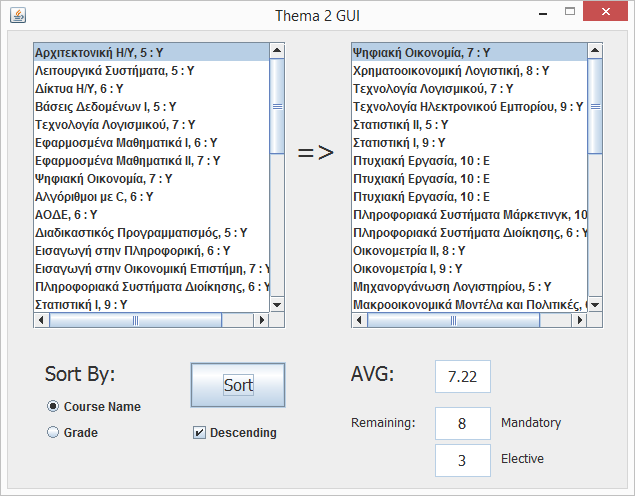 Thema 2 GUI
Αρχιτεκτονική Η/Υ, 5 : Υ
Λειτουργικά Συστήματα, 5 : Υ
Δίκτυα Η/Υ, 6 : Υ
Βάσεις Δεδομένων Ι, 5 : Υ
Τεχνολογία Λογισμικού, 7 : Υ
Εφαρμοσμένα Μαθηματικά Ι, 6 : Υ
Εφαρμοσμένα Μαθηματικά ΙΙ, 7 : Υ
Ψηφιακή Οικονομία, 7 : Υ
Αλγόριθμοι με C, 6 : Υ
ΑΟΔΕ, 6 : Υ
Διαδικαστικός Προγραμματισμός, 5 : Υ
Εισαγωγή στην Πληροφορική, 6 : Υ
Εισαγωγή στην Οικονομική Επιστήμη, 7 : Υ
Πληροφοριακά Συστήματα Διοίκησης, 6 : Υ
Στατιστική Ι, 9 : Υ
=>
Ψηφιακή Οικονομία, 7 : Υ
Χρηματοοικονομική Λογιστική, 8 : Υ
Τεχνολογία Λογισμικού, 7 : Υ
Τεχνολογία Ηλεκτρονικού Εμπορίου, 9 : Υ
Στατιστική ΙΙ, 5 : Υ
Στατιστική Ι, 9 : Υ
Πτυχιακή Εργασία, 10 : Ε
Πτυχιακή Εργασία, 10 : Ε
Πτυχιακή Εργασία, 10 : Ε
Πληροφοριακά Συστήματα Μάρκετινγκ, 10
Πληροφοριακά Συστήματα Διοίκησης, 6 : Υ
Οικονομετρία ΙΙ, 8 : Υ
Οικονομετρία Ι, 9 : Υ
Μηχανοργάνωση Λογιστηρίου, 5 : Υ
Μακροοικονομικά Μοντέλα και Πολιτικές,
Sort By:
Course Name
Grade
Sort
Descending
AVG: 7.22
Remaining: 8 Mandatory
3 Elective